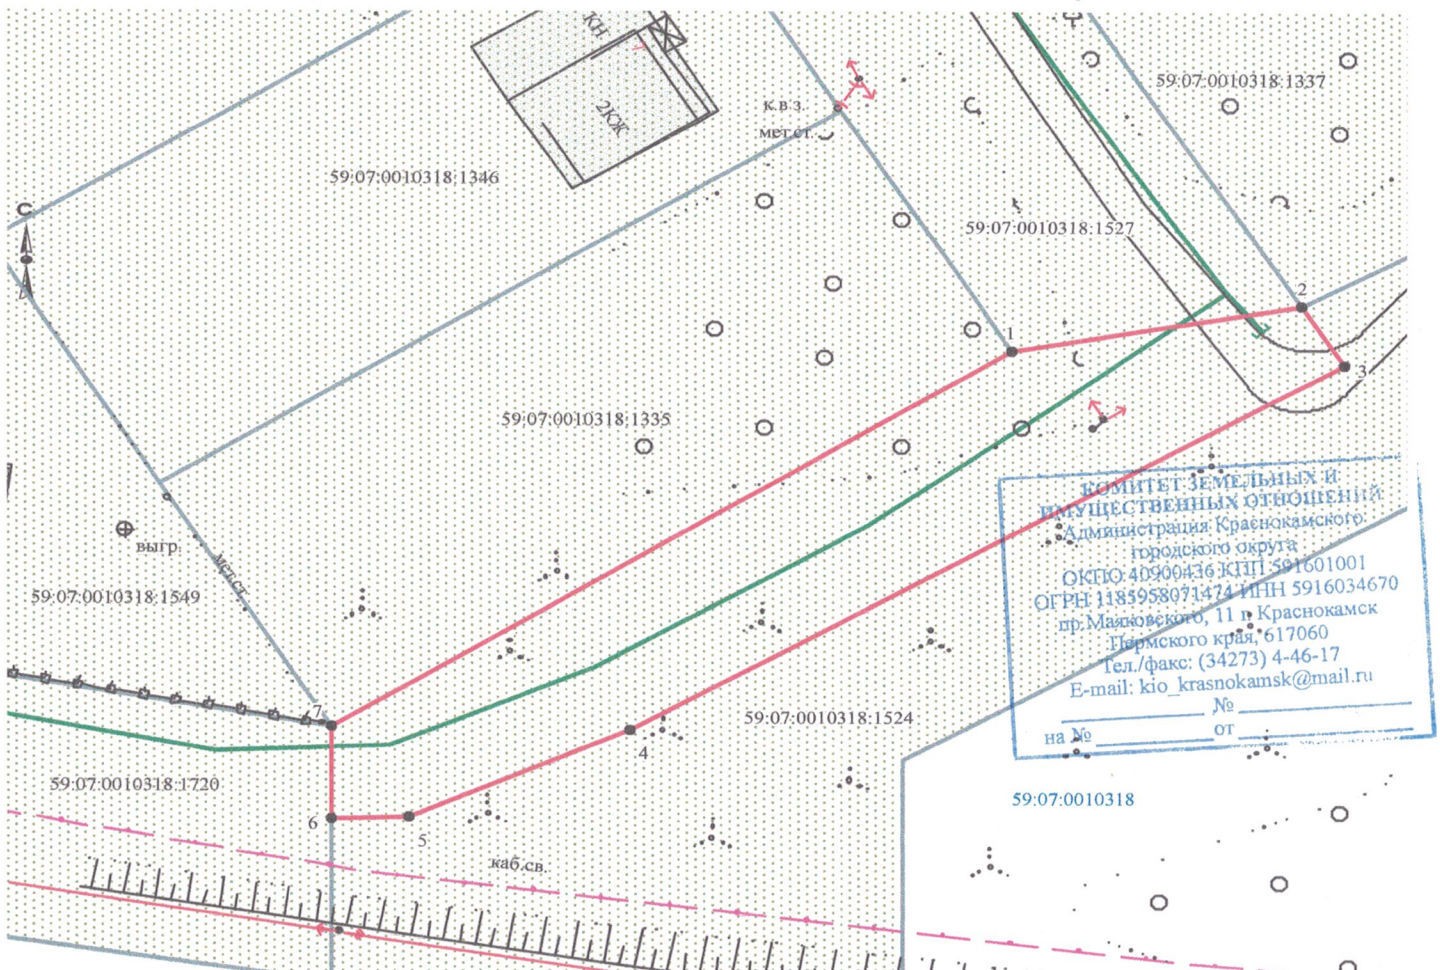 КН
2КЖ
59:07:0010318:1337
к.в з.
мет.ст.
59:07:0010318:1346
С
59:07:0010318:1527
2
1
3
59:07:0010318:1335
выгр.
мет.ст.
59:07:0010318:1549
КОМИТЕТ ЗЕМЕЛЬНЫХ И
ИМУЩЕСТВЕННЫХ ОТНОШЕНИЙ
Администрация Краснокамского
городского округа
ОКПО 40900436 КПП 591601001
ОГРН 1185958071474 ИНН 5916034670
пр.Маяковского, 11 г. Краснокамск
Пермского края, 617060
Тел./факс: (34273) 4-46-17
E-mail: kio_krasnokamsk@mail.ru
№
на № от
7
59:07:0010318:1524
4
59:07:0010318:1720
59:07:0010318
6
5
каб.св.